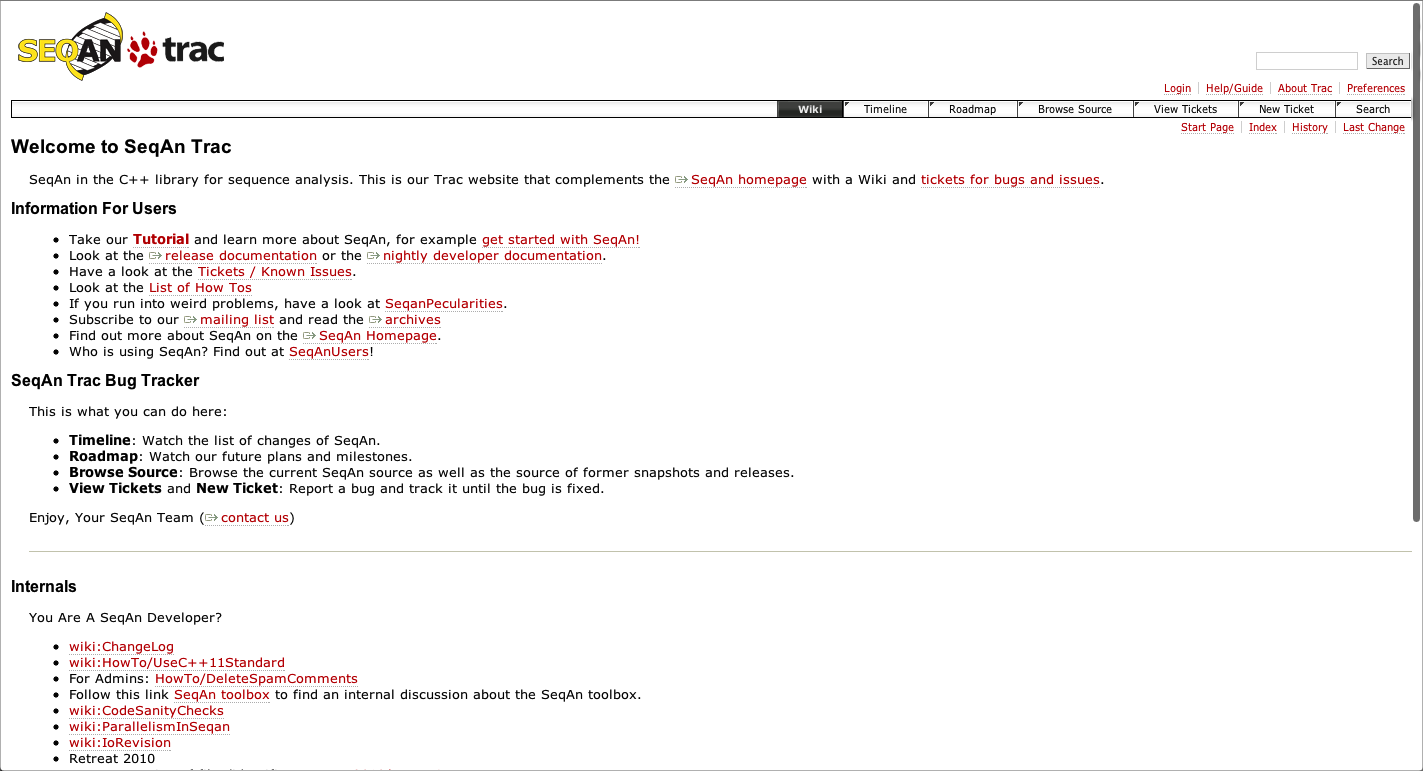 SEQAN trac
Search
Login Help/Guide About Trac Preferences
Wiki Timeline Roadmap Browse Source View Tickets New Ticket Search
Start Page Index History Last Change
Welcome to SeqAn Trac
SeqAn in the C++ library for sequence analysis. This is our Trac website that complements the SeqAn homepage with a Wiki and tickets for bugs and issues.
Information For Users
Take our Tutorial and learn more about SeqAn, for example get started with SeqAn!
Look at the release documentation or the nightly developer documentation.
Have a look at the Tickets / Known Issues.
Look at the List of How Tos
If you run into weird problems, have a look at SeqanPecularities.
Subscribe to our mailing list and read the archives
Find out more about SeqAn on the SeqAn Homepage.
Who is using SeqAn? Find out at SeqAnUsers!
SeqAn Trac Bug Tracker
This is what you can do here:
Timeline: Watch the list of changes of SeqAn.
Roadmap: Watch our future plans and milestones.
Browse Source: Browse the current SeqAn source as well as the source of former snapshots and releases.
View Tickets and New Ticket: Report a bug and track it until the bug is fixed.
Enjoy, Your SeqAn Team (contact us)
Internals
You Are A SeqAn Developer?
wiki:ChangeLog
wiki:HowTo/UseC++11Standard
For Admins: HowTo/DeleteSpamComments
Follow this link SeqAn toolbox to find an internal discussion about the SeqAn toolbox.
wiki:CodeSanityChecks
wiki:ParallelismInSeqan
wiki:IoRevision
Retreat 2010